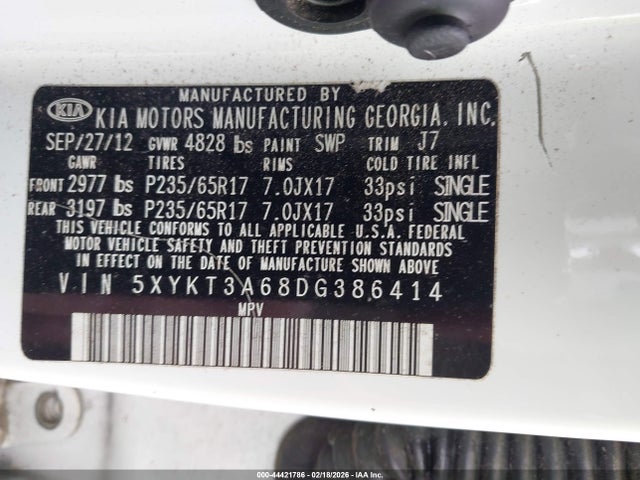 MANUFACTURED BY
KIA KIA MOTORS MANUFACTURING GEORGIA, INC.
SEP/27/12 GVWR 4828 lbs PAINT SWP TRIM J7
GAWR TIRES RIMS COLD TIRE INFL
FRONT 2977 lbs P235/65R17 7.0JX17 33psi SINGLE
REAR 3197 lbs P235/65R17 7.0JX17 33psi SINGLE
THIS VEHICLE CONFORMS TO ALL APPLICABLE U.S.A. FEDERAL
MOTOR VEHICLE SAFETY AND THEFT PREVENTION STANDARDS
IN EFFECT ON THE DATE OF MANUFACTURE SHOWN ABOVE
VIN 5XYKT3A68DG386414
MPV
000-44421786 - 02/18/2026 - IAA Inc.